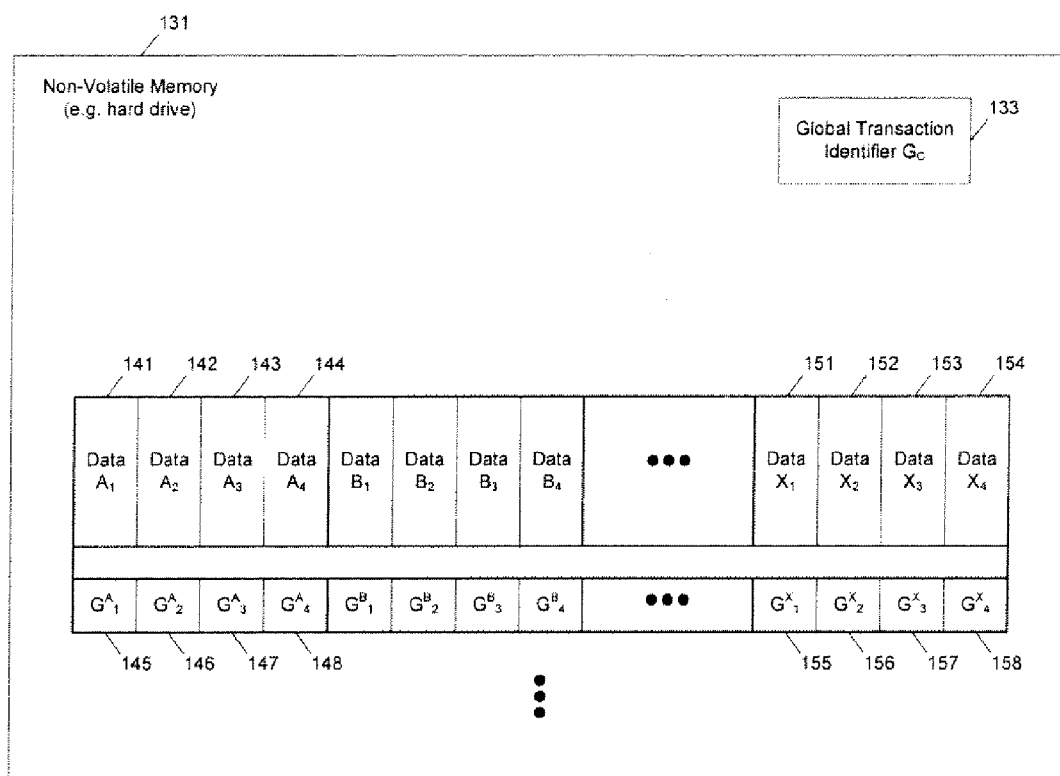 131
Non-Volatile Memory
(e.g. hard drive)
133
Global Transaction
Identifier G_C
141 142 143 144 151 152 153 154
Data A₁ Data A₂ Data A₃ Data A₄ Data B₁ Data B₂ Data B₃ Data B₄ ●●● Data X₁ Data X₂ Data X₃ Data X₄
Gᴬ₁ Gᴬ₂ Gᴬ₃ Gᴬ₄ Gᴮ₁ Gᴮ₂ Gᴮ₃ Gᴮ₄ ●●● Gˣ₁ Gˣ₂ Gˣ₃ Gˣ₄
145 146 147 148 155 156 157 158